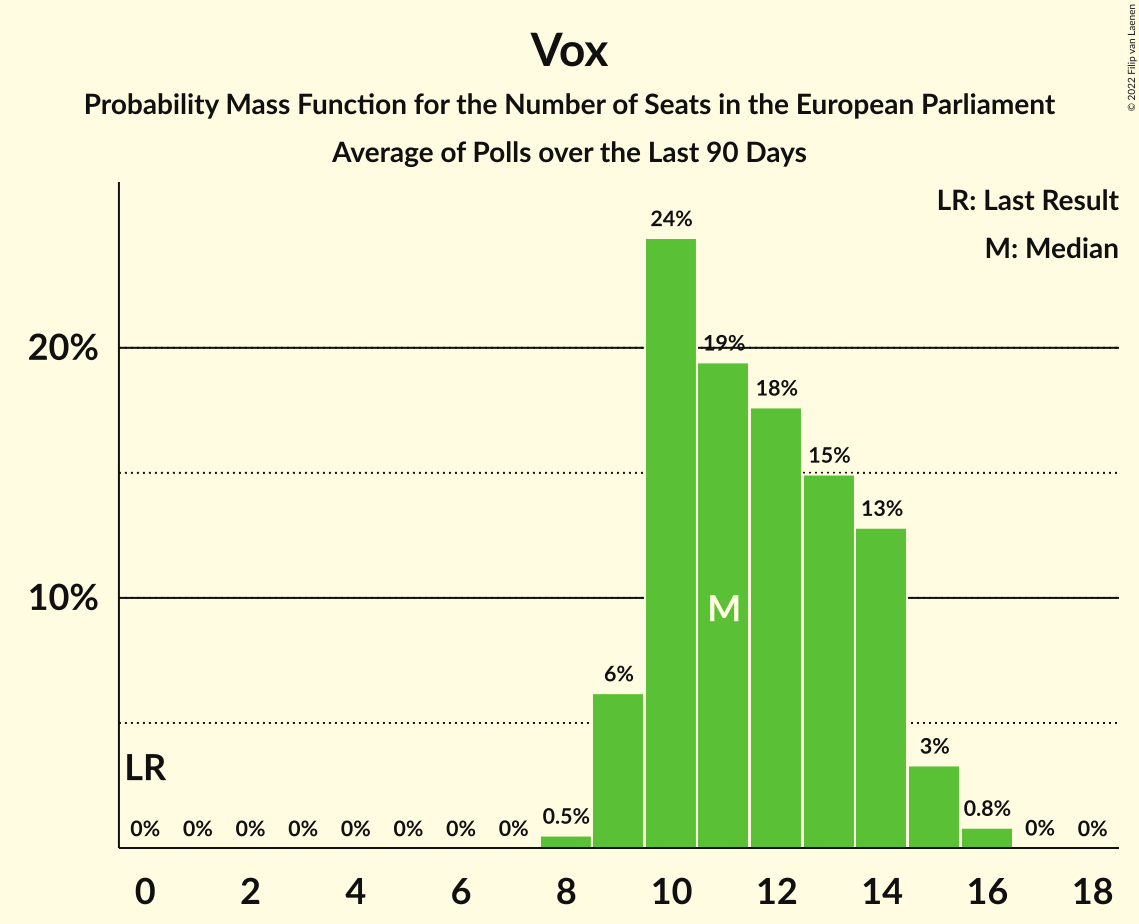 Vox
Probability Mass Function for the Number of Seats in the European Parliament
Average of Polls over the Last 90 Days
© 2022 Filip van Laenen
LR: Last Result
M: Median
24%
20%
19%
18%
15%
13%
10%
M
6%
LR
3%
0% 0% 0% 0% 0% 0% 0% 0% 0.5% 0.8% 0% 0%
0 2 4 6 8 10 12 14 16 18